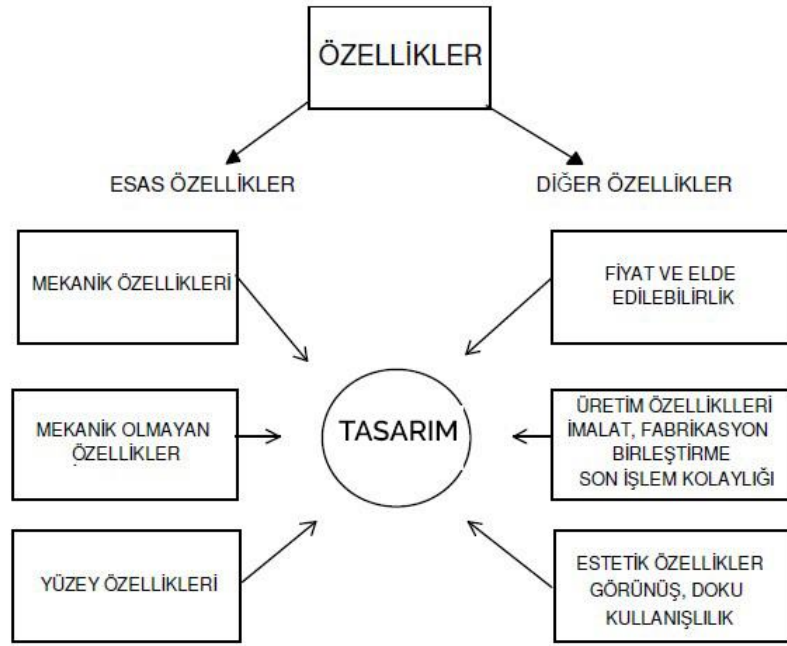 ÖZELLİKLER
ESAS ÖZELLİKLER
DİĞER ÖZELLİKLER
MEKANİK ÖZELLİKLERİ
FİYAT VE ELDE
EDİLEBİLİRLİK
TASARIM
MEKANİK OLMAYAN
ÖZELLİKLER
ÜRETİM ÖZELLİKLLERİ
İMALAT, FABRİKASYON
BİRLEŞTİRME
SON İŞLEM KOLAYLIĞI
YÜZEY ÖZELLİKLERİ
ESTETİK ÖZELLİKLER
GÖRÜNÜŞ, DOKU
KULLANIŞLILIK